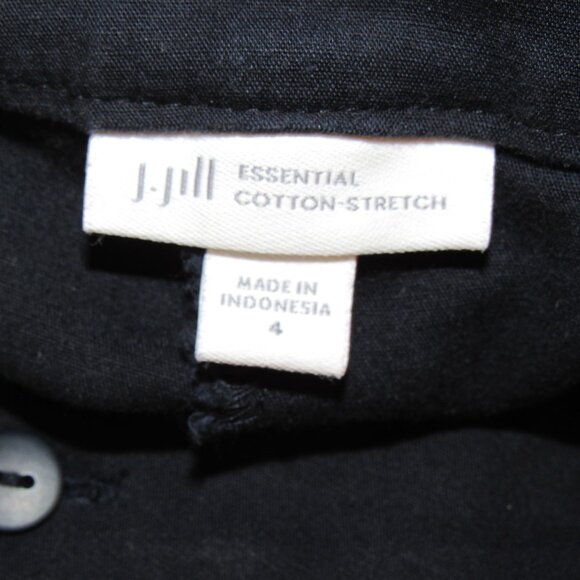 J.Jill
ESSENTIAL
COTTON-STRETCH
MADE IN
INDONESIA
4